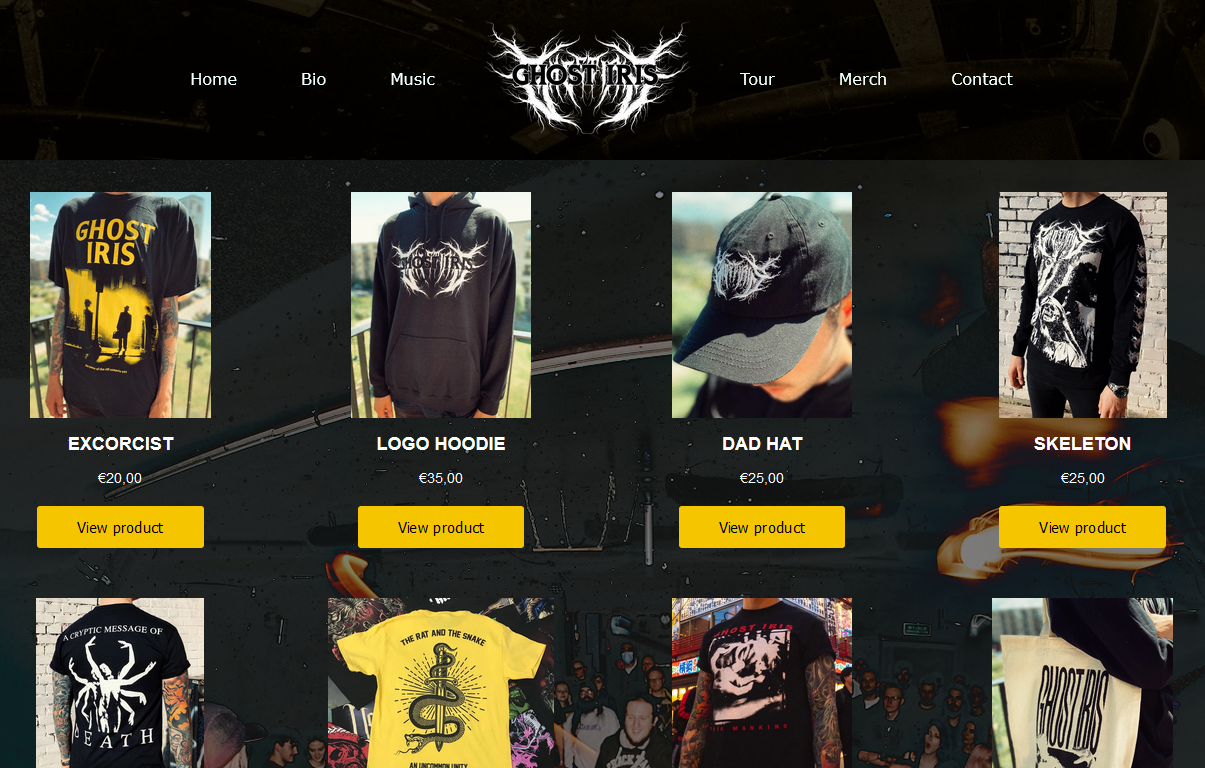 Home
Bio
Music
GHOST IRIS
Tour
Merch
Contact
GHOST
IRIS
GHOST IRIS
EXCORCIST
LOGO HOODIE
DAD HAT
SKELETON
€20,00
€35,00
€25,00
€25,00
View product
View product
View product
View product
A CRYPTIC MESSAGE OF
DEATH
THE RAT AND THE SNAKE
AN UNCOMMON UNITY
GHOST IRIS
GHOST IRIS